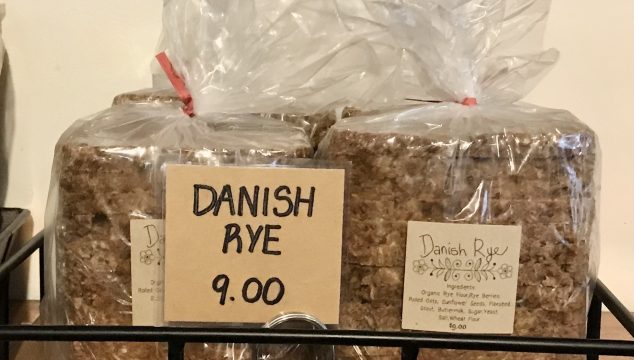 DANISH
RYE
9.00
Danish Rye
Ingredients
Organic Rye Flour, Rye Berries
Rolled Oats, Sunflower Seeds, Flaxseed
Stout, Buttermilk, Sugar, Yeast
Salt, Wheat Flour
$9.00
D